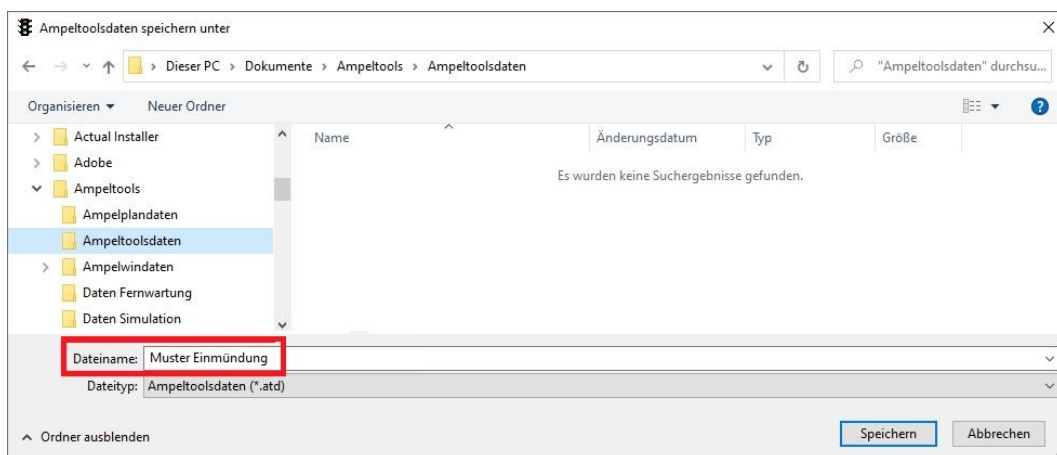 Ampeltoolsdaten speichern unter
Dieser PC > Dokumente > Ampeltools > Ampeltoolsdaten
"Ampeltoolsdaten" durchsu...
Organisieren
Neuer Ordner
Actual Installer
Adobe
Ampeltools
Ampelplandaten
Ampeltoolsdaten
Ampelwindaten
Daten Fernwartung
Daten Simulation
Name
Änderungsdatum
Typ
Größe
Es wurden keine Suchergebnisse gefunden.
Dateiname: Muster Einmündung
Dateityp: Ampeltoolsdaten (*.atd)
Ordner ausblenden
Speichern
Abbrechen